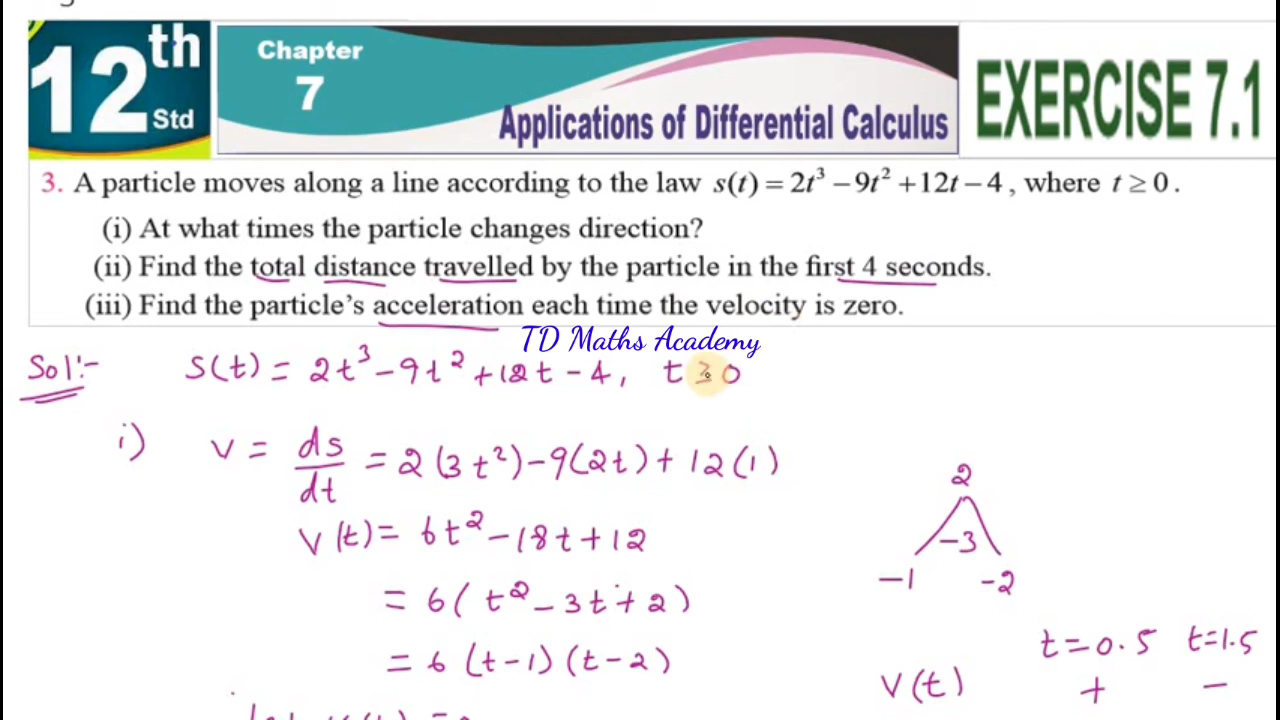 12th Std
Chapter 7
Applications of Differential Calculus
EXERCISE 7.1
3. A particle moves along a line according to the law s(t) = 2t³ − 9t² + 12t − 4, where t ≥ 0.
(i) At what times the particle changes direction?
(ii) Find the total distance travelled by the particle in the first 4 seconds.
(iii) Find the particle's acceleration each time the velocity is zero.
TD Maths Academy
Sol:- s(t) = 2t³ − 9t² + 12t − 4, t ≥ 0
i) v = ds/dt = 2(3t²) − 9(2t) + 12(1)
v(t) = 6t² − 18t + 12
= 6(t² − 3t + 2)
= 6(t−1)(t−2)
2
−3
−1 -2
t=0.5 t=1.5
v(t) + −